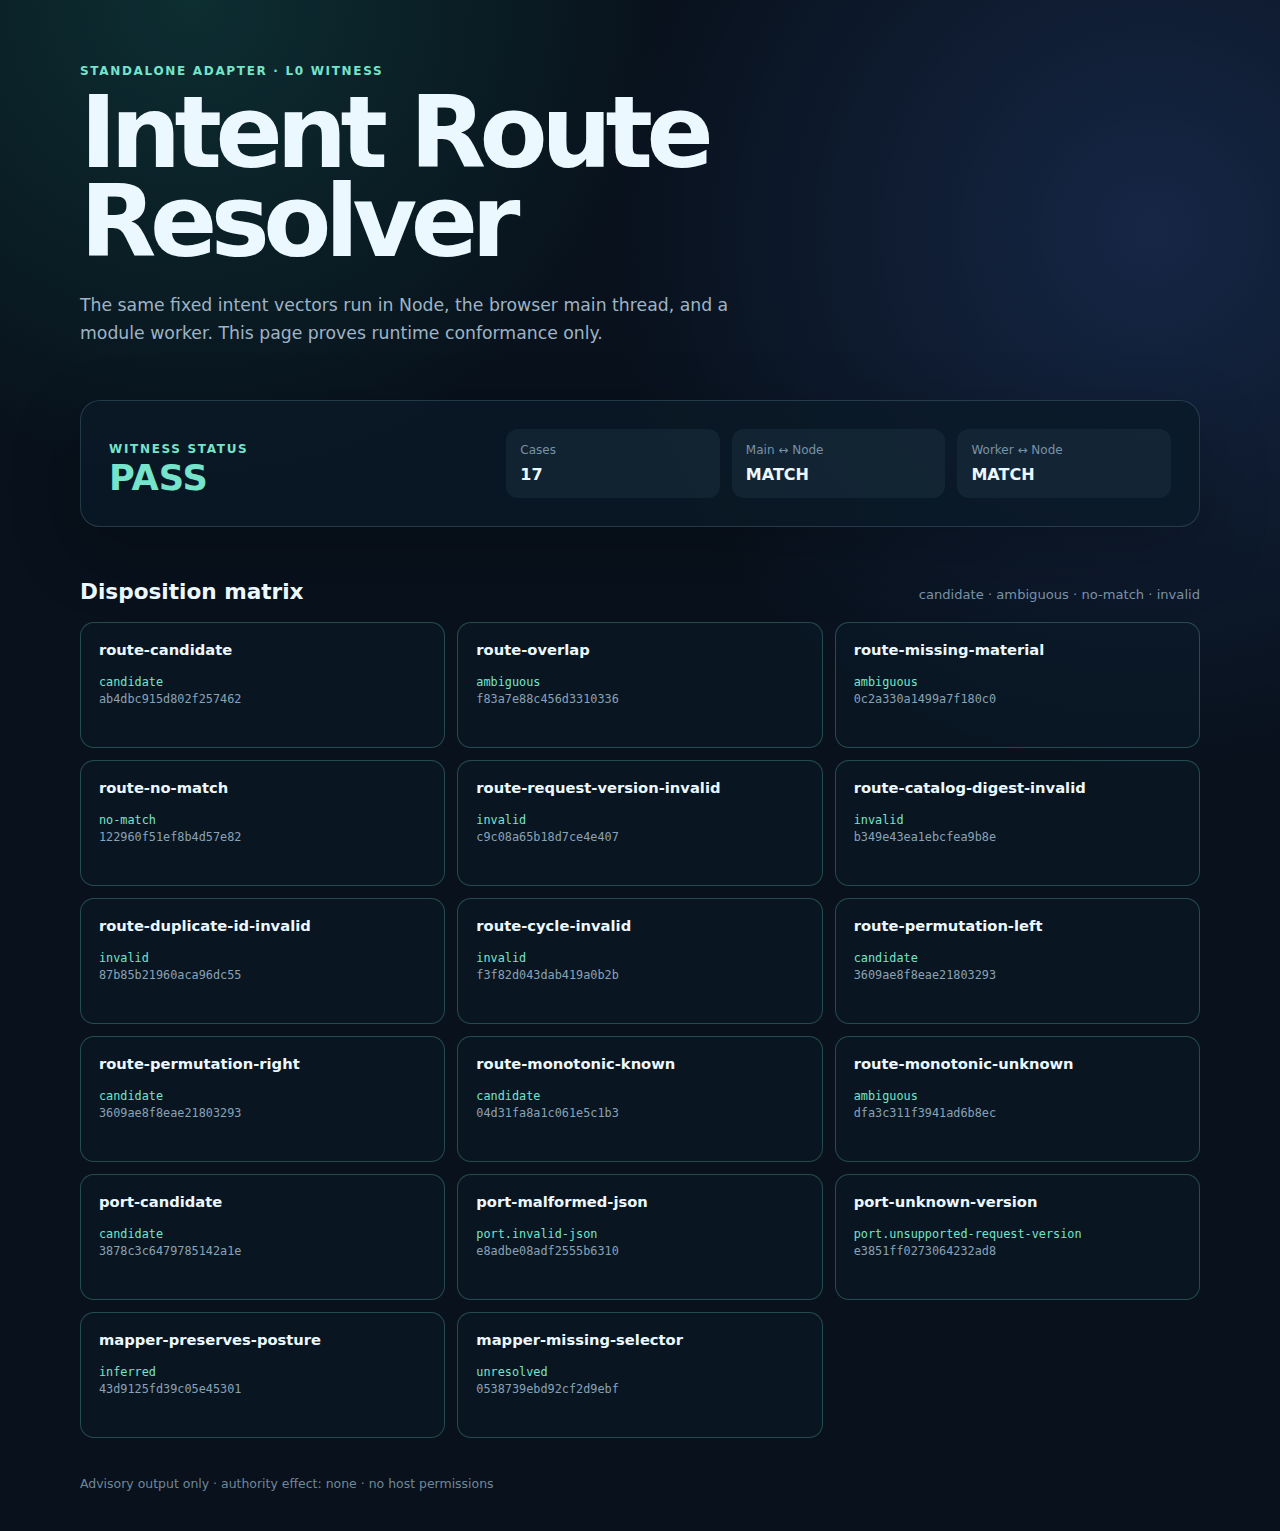 STANDALONE ADAPTER · L0 WITNESS
Intent Route
Resolver
The same fixed intent vectors run in Node, the browser main thread, and a
module worker. This page proves runtime conformance only.
WITNESS STATUS
PASS
Cases
17
Main ↔ Node
MATCH
Worker ↔ Node
MATCH
Disposition matrix
candidate · ambiguous · no-match · invalid
route-candidate
candidate
ab4dbc915d802f257462
route-overlap
ambiguous
f83a7e88c456d3310336
route-missing-material
ambiguous
0c2a330a1499a7f180c0
route-no-match
no-match
122960f51ef8b4d57e82
route-request-version-invalid
invalid
c9c08a65b18d7ce4e407
route-catalog-digest-invalid
invalid
b349e43ea1ebcfea9b8e
route-duplicate-id-invalid
invalid
87b85b21960aca96dc55
route-cycle-invalid
invalid
f3f82d043dab419a0b2b
route-permutation-left
candidate
3609ae8f8eae21803293
route-permutation-right
candidate
3609ae8f8eae21803293
route-monotonic-known
candidate
04d31fa8a1c061e5c1b3
route-monotonic-unknown
ambiguous
dfa3c311f3941ad6b8ec
port-candidate
candidate
3878c3c6479785142a1e
port-malformed-json
port.invalid-json
e8adbe08adf2555b6310
port-unknown-version
port.unsupported-request-version
e3851ff0273064232ad8
mapper-preserves-posture
inferred
43d9125fd39c05e45301
mapper-missing-selector
unresolved
0538739ebd92cf2d9ebf
Advisory output only · authority effect: none · no host permissions